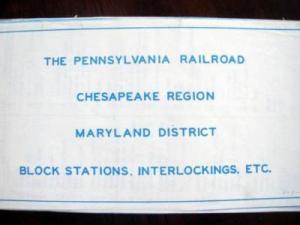 THE PENNSYLVANIA RAILROAD
CHESAPEAKE REGION
MARYLAND DISTRICT
BLOCK STATIONS, INTERLOCKINGS, ETC.